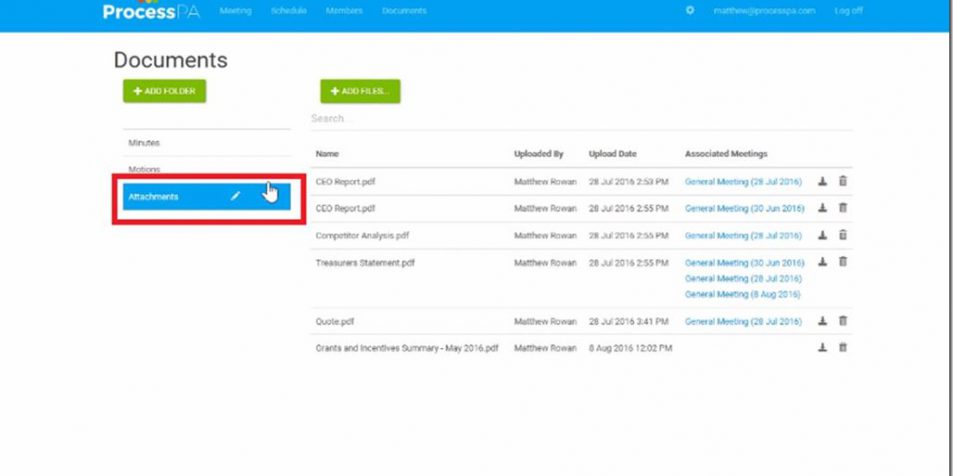 ProcessPA Meeting Schedule Members Documents matthew@processpa.com Log off
Documents
+ ADD FOLDER
+ ADD FILES...
Search...
Minutes
Motions
Attachments
Name Uploaded By Upload Date Associated Meetings
CEO Report.pdf Matthew Rowan 28 Jul 2016 2:53 PM General Meeting (28 Jul 2016)
CEO Report.pdf Matthew Rowan 28 Jul 2016 2:55 PM General Meeting (30 Jun 2016)
Competitor Analysis.pdf Matthew Rowan 28 Jul 2016 2:55 PM General Meeting (28 Jul 2016)
Treasurers Statement.pdf Matthew Rowan 28 Jul 2016 2:55 PM General Meeting (30 Jun 2016)
General Meeting (28 Jul 2016)
General Meeting (8 Aug 2016)
Quote.pdf Matthew Rowan 28 Jul 2016 3:41 PM General Meeting (28 Jul 2016)
Grants and Incentives Summary - May 2016.pdf Matthew Rowan 8 Aug 2016 12:02 PM